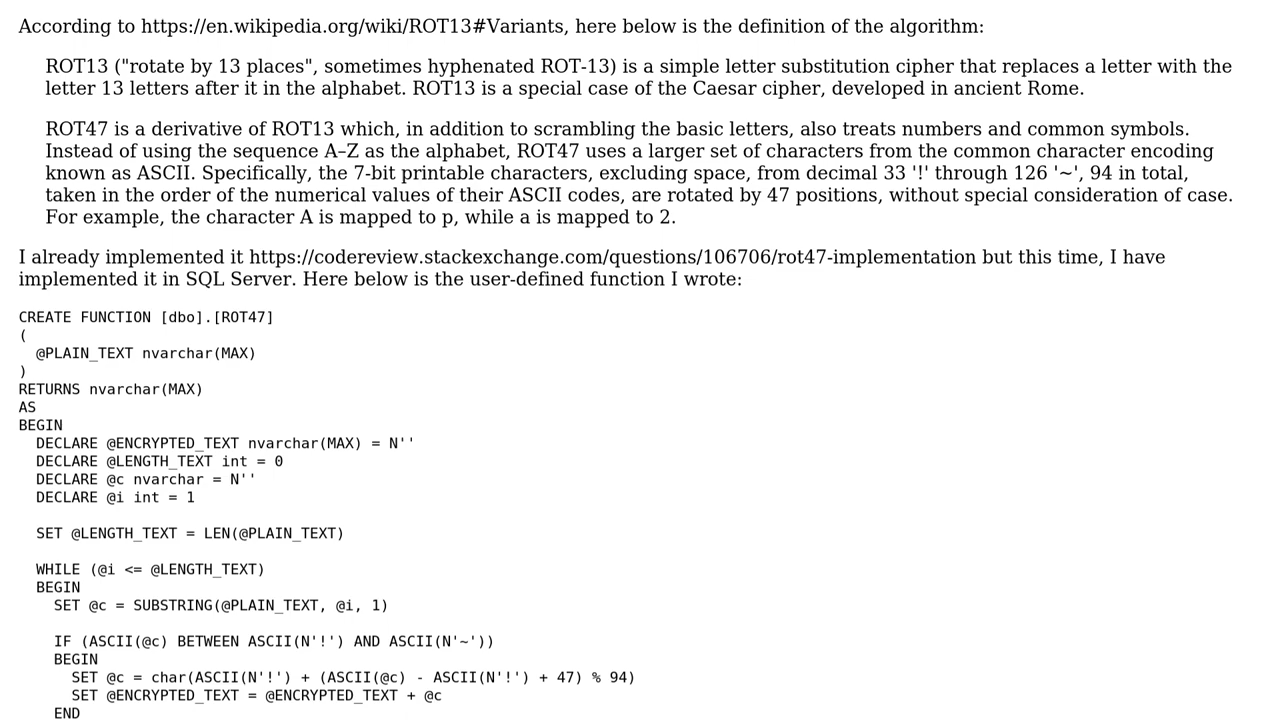 According to https://en.wikipedia.org/wiki/ROT13#Variants, here below is the definition of the algorithm:
ROT13 ("rotate by 13 places", sometimes hyphenated ROT-13) is a simple letter substitution cipher that replaces a letter with the
letter 13 letters after it in the alphabet. ROT13 is a special case of the Caesar cipher, developed in ancient Rome.
ROT47 is a derivative of ROT13 which, in addition to scrambling the basic letters, also treats numbers and common symbols.
Instead of using the sequence A–Z as the alphabet, ROT47 uses a larger set of characters from the common character encoding
known as ASCII. Specifically, the 7-bit printable characters, excluding space, from decimal 33 '!' through 126 '~', 94 in total,
taken in the order of the numerical values of their ASCII codes, are rotated by 47 positions, without special consideration of case.
For example, the character A is mapped to p, while a is mapped to 2.
I already implemented it https://codereview.stackexchange.com/questions/106706/rot47-implementation but this time, I have
implemented it in SQL Server. Here below is the user-defined function I wrote:
CREATE FUNCTION [dbo].[ROT47]
(
  @PLAIN_TEXT nvarchar(MAX)
)
RETURNS nvarchar(MAX)
AS
BEGIN
  DECLARE @ENCRYPTED_TEXT nvarchar(MAX) = N''
  DECLARE @LENGTH_TEXT int = 0
  DECLARE @c nvarchar = N''
  DECLARE @i int = 1
  SET @LENGTH_TEXT = LEN(@PLAIN_TEXT)
  WHILE (@i <= @LENGTH_TEXT)
  BEGIN
    SET @c = SUBSTRING(@PLAIN_TEXT, @i, 1)
    IF (ASCII(@c) BETWEEN ASCII(N'!') AND ASCII(N'~'))
    BEGIN
      SET @c = char(ASCII(N'!') + (ASCII(@c) - ASCII(N'!') + 47) % 94)
      SET @ENCRYPTED_TEXT = @ENCRYPTED_TEXT + @c
    END